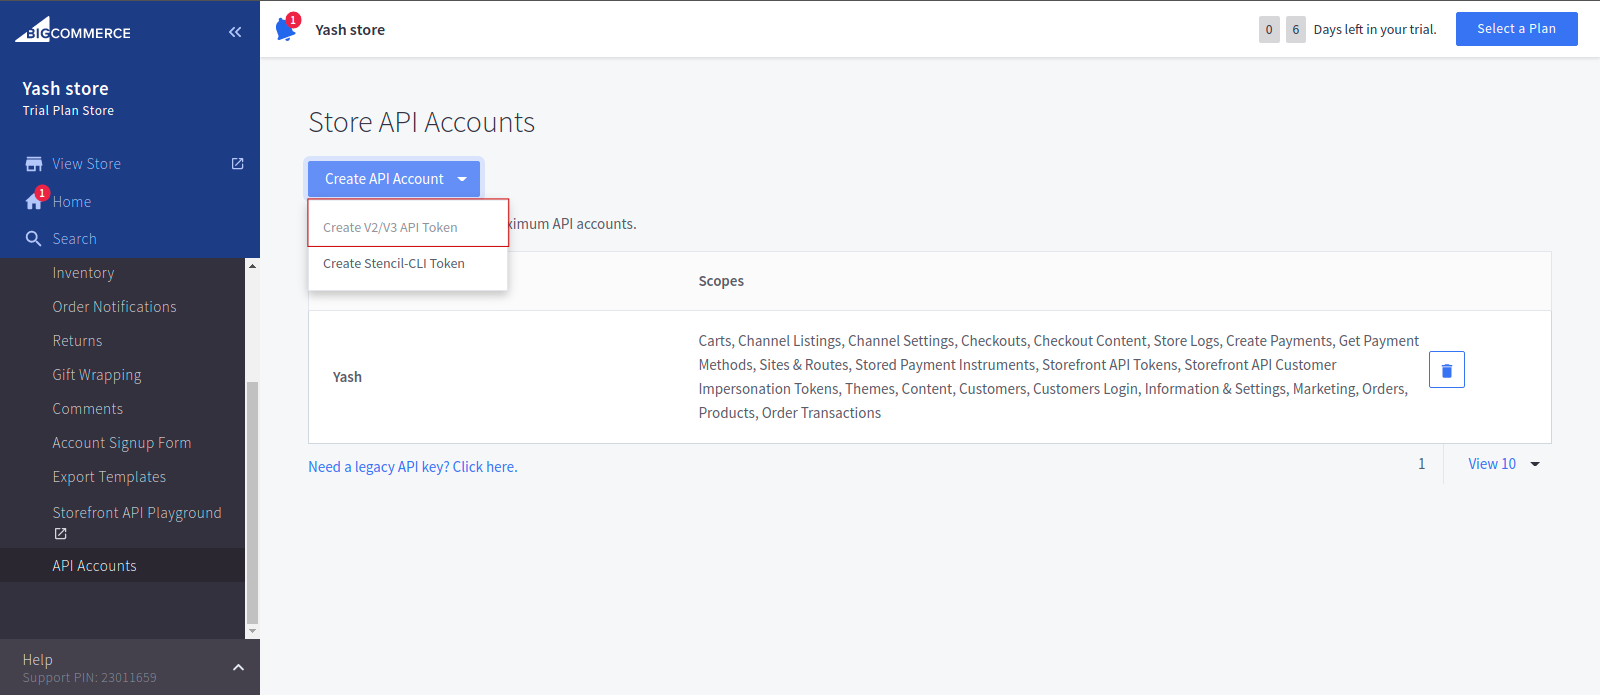 BIGCOMMERCE
Yash store
Trial Plan Store
View Store
1
Home
Search
Inventory
Order Notifications
Returns
Gift Wrapping
Comments
Account Signup Form
Export Templates
Storefront API Playground
API Accounts
Help
Support PIN: 23011659
1
Yash store
0 6 Days left in your trial.
Select a Plan
Store API Accounts
Create API Account
Create V2/V3 API Token
Create Stencil-CLI Token
API accounts.
Scopes
Yash
Carts, Channel Listings, Channel Settings, Checkouts, Checkout Content, Store Logs, Create Payments, Get Payment
Methods, Sites & Routes, Stored Payment Instruments, Storefront API Tokens, Storefront API Customer
Impersonation Tokens, Themes, Content, Customers, Customers Login, Information & Settings, Marketing, Orders,
Products, Order Transactions
Need a legacy API key? Click here.
1
View 10